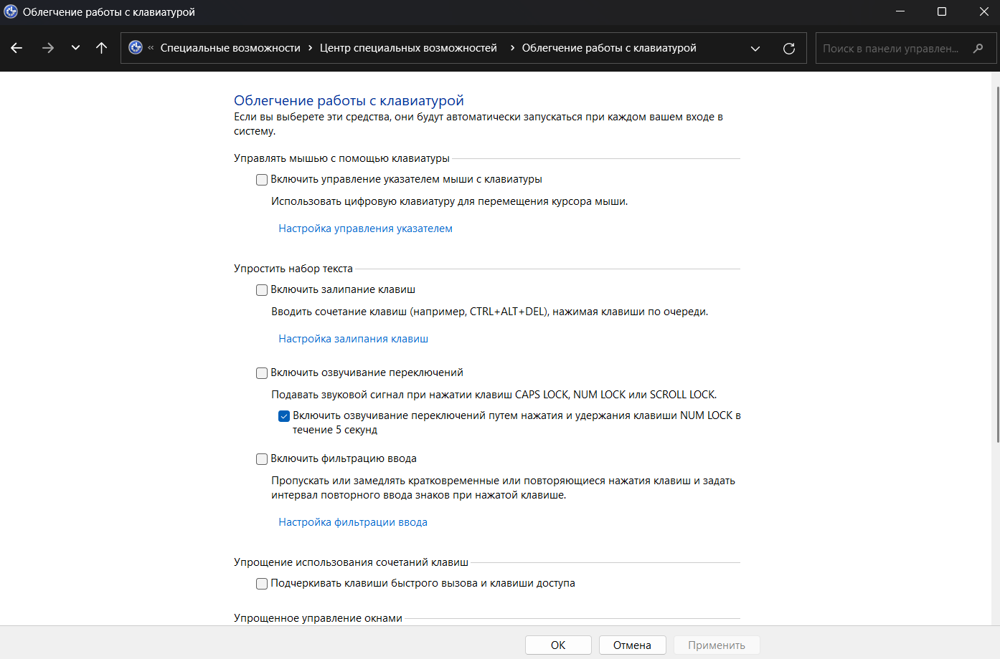 Облегчение работы с клавиатурой
« Специальные возможности › Центр специальных возможностей › Облегчение работы с клавиатурой
Поиск в панели управлен...
Облегчение работы с клавиатурой
Если вы выберете эти средства, они будут автоматически запускаться при каждом вашем входе в
систему.
Управлять мышью с помощью клавиатуры
Включить управление указателем мыши с клавиатуры
Использовать цифровую клавиатуру для перемещения курсора мыши.
Настройка управления указателем
Упростить набор текста
Включить залипание клавиш
Вводить сочетание клавиш (например, CTRL+ALT+DEL), нажимая клавиши по очереди.
Настройка залипания клавиш
Включить озвучивание переключений
Подавать звуковой сигнал при нажатии клавиш CAPS LOCK, NUM LOCK или SCROLL LOCK.
Включить озвучивание переключений путем нажатия и удержания клавиши NUM LOCK в
течение 5 секунд
Включить фильтрацию ввода
Пропускать или замедлять кратковременные или повторяющиеся нажатия клавиш и задать
интервал повторного ввода знаков при нажатой клавише.
Настройка фильтрации ввода
Упрощение использования сочетаний клавиш
Подчеркивать клавиши быстрого вызова и клавиши доступа
Упрощенное управление окнами
ОК
Отмена
Применить